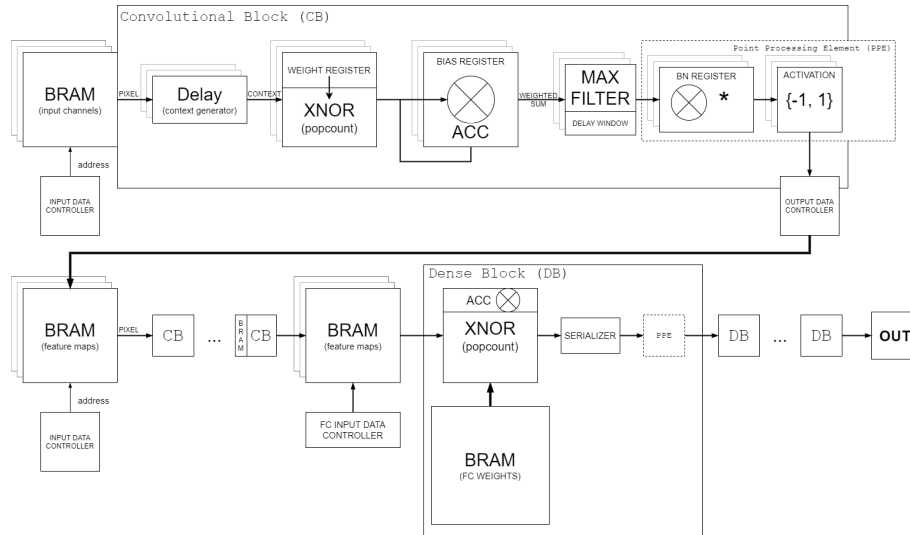 Convolutional Block (CB)
Point Processing Element (PPE)
BRAM
(input channels)
PIXEL
Delay
(context generator)
CONTEXT
WEIGHT REGISTER
XNOR
(popcount)
BIAS REGISTER
ACC
WEIGHTED
SUM
MAX
FILTER
DELAY WINDOW
BN REGISTER
*
ACTIVATION
{-1, 1}
address
INPUT DATA
CONTROLLER
OUTPUT DATA
CONTROLLER
BRAM
(feature maps)
PIXEL
CB
...
BRAM
CB
BRAM
(feature maps)
Dense Block (DB)
ACC
XNOR
(popcount)
SERIALIZER
PPE
DB
...
DB
OUT
address
INPUT DATA
CONTROLLER
FC INPUT DATA
CONTROLLER
BRAM
(FC WEIGHTS)